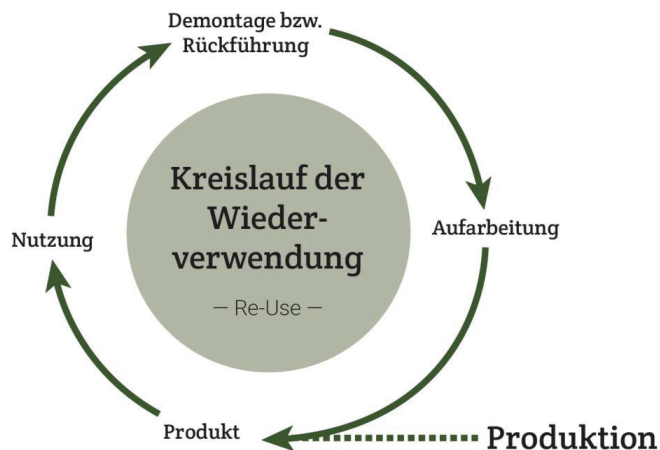 Demontage bzw.
Rückführung
Kreislauf der
Wieder-
verwendung
— Re-Use —
Nutzung
Aufarbeitung
Produkt
Produktion